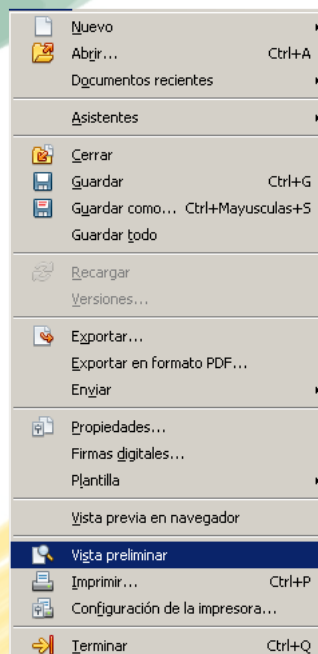 Nuevo
Abrir... Ctrl+A
Documentos recientes
Asistentes
Cerrar
Guardar Ctrl+G
Guardar como... Ctrl+Mayusculas+S
Guardar todo
Recargar
Versiones...
Exportar...
Exportar en formato PDF...
Enviar
Propiedades...
Firmas digitales...
Plantilla
Vista previa en navegador
Vista preliminar
Imprimir... Ctrl+P
Configuración de la impresora...
Terminar Ctrl+Q